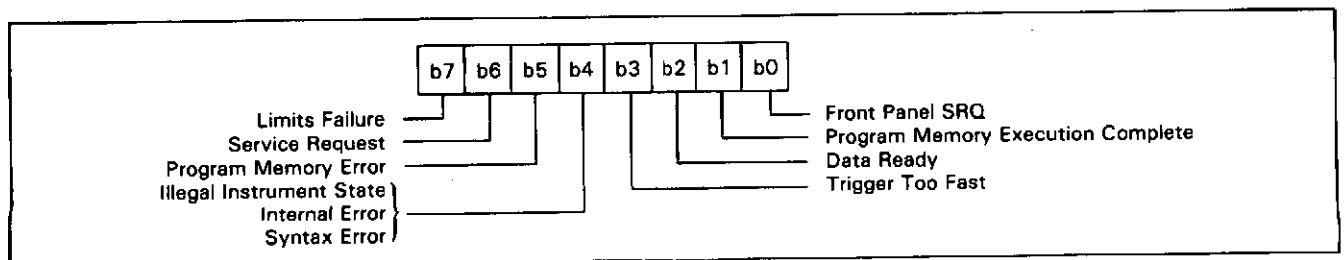 b7 b6 b5 b4 b3 b2 b1 b0
Limits Failure
Service Request
Program Memory Error
Illegal Instrument State
Internal Error
Syntax Error
Front Panel SRQ
Program Memory Execution Complete
Data Ready
Trigger Too Fast